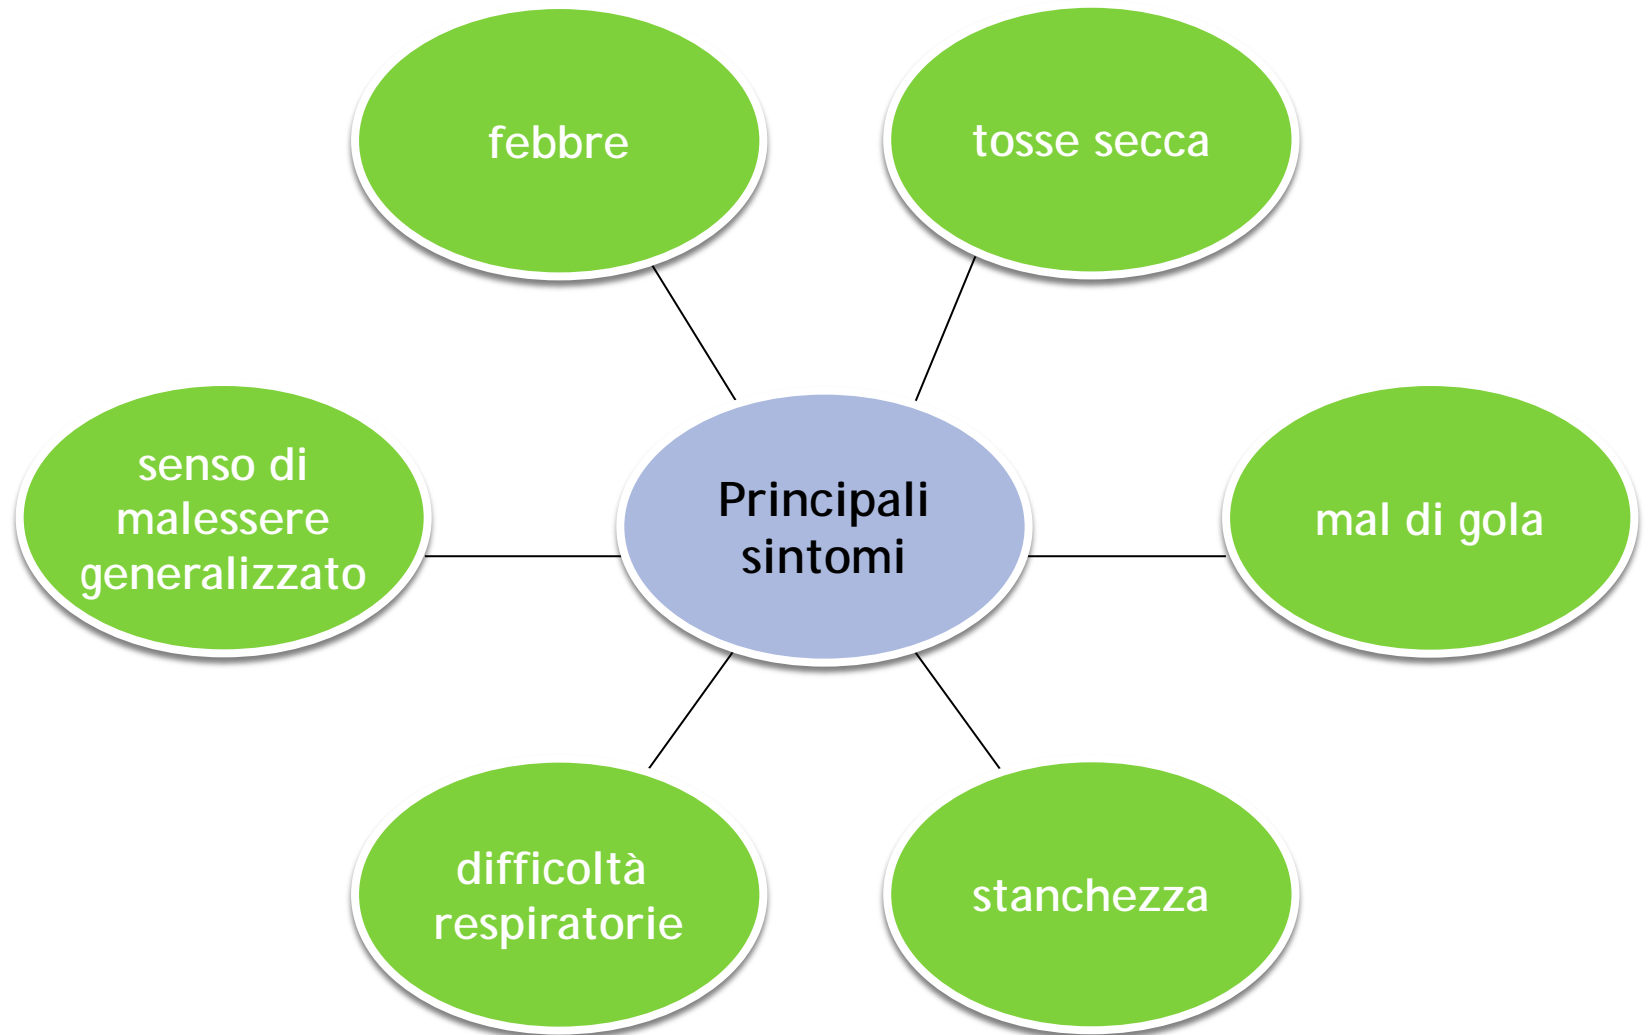 febbre
tosse secca
senso di
malessere
generalizzato
Principali
sintomi
mal di gola
difficoltà
respiratorie
stanchezza